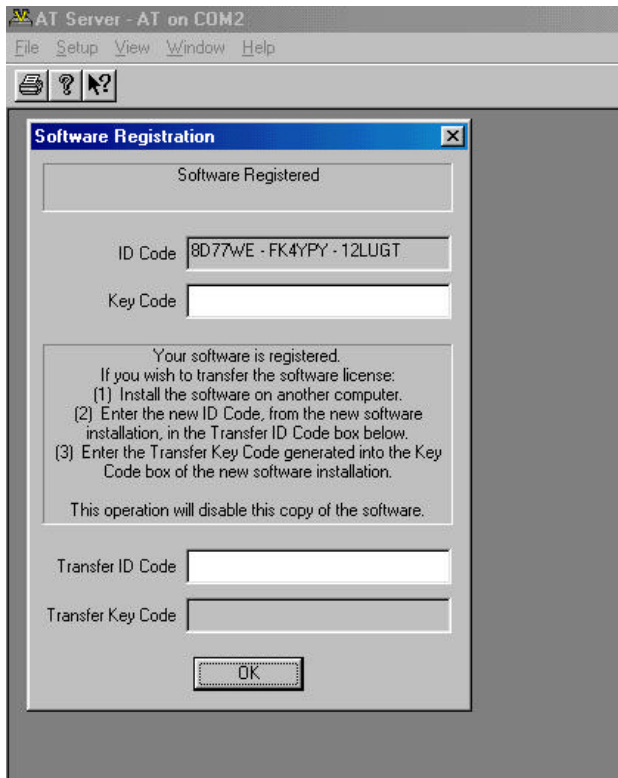 AT Server - AT on COM2
File Setup View Window Help
Software Registration
Software Registered
ID Code 8D77WE - FK4YPY - 12LUGT
Key Code
Your software is registered.
If you wish to transfer the software license:
(1) Install the software on another computer.
(2) Enter the new ID Code, from the new software
installation, in the Transfer ID Code box below.
(3) Enter the Transfer Key Code generated into the Key
Code box of the new software installation.
This operation will disable this copy of the software.
Transfer ID Code
Transfer Key Code
OK